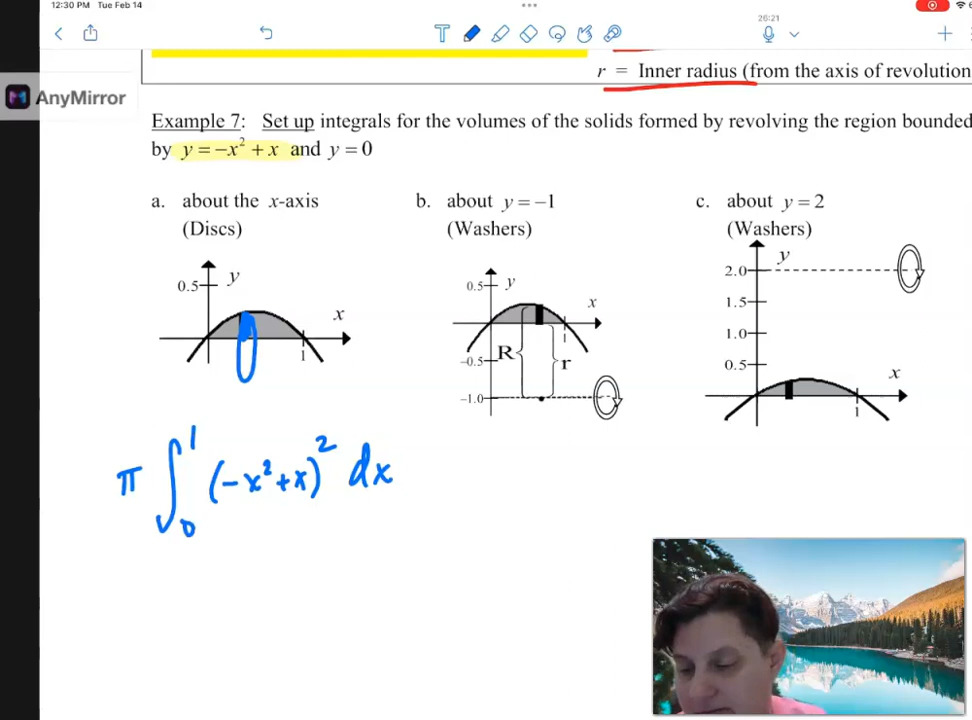 12:30 PM Tue Feb 14
26:21
T
AnyMirror
r = Inner radius (from the axis of revolution
Example 7: Set up integrals for the volumes of the solids formed by revolving the region bounded
by y = −x² + x and y = 0
a. about the x-axis
(Discs)
b. about y = −1
(Washers)
c. about y = 2
(Washers)
0.5
y
x
1
0.5
y
x
1
−0.5
R
r
−1.0
y
2.0
1.5
1.0
0.5
x
1
π ∫₀¹ (−x²+x)² dx